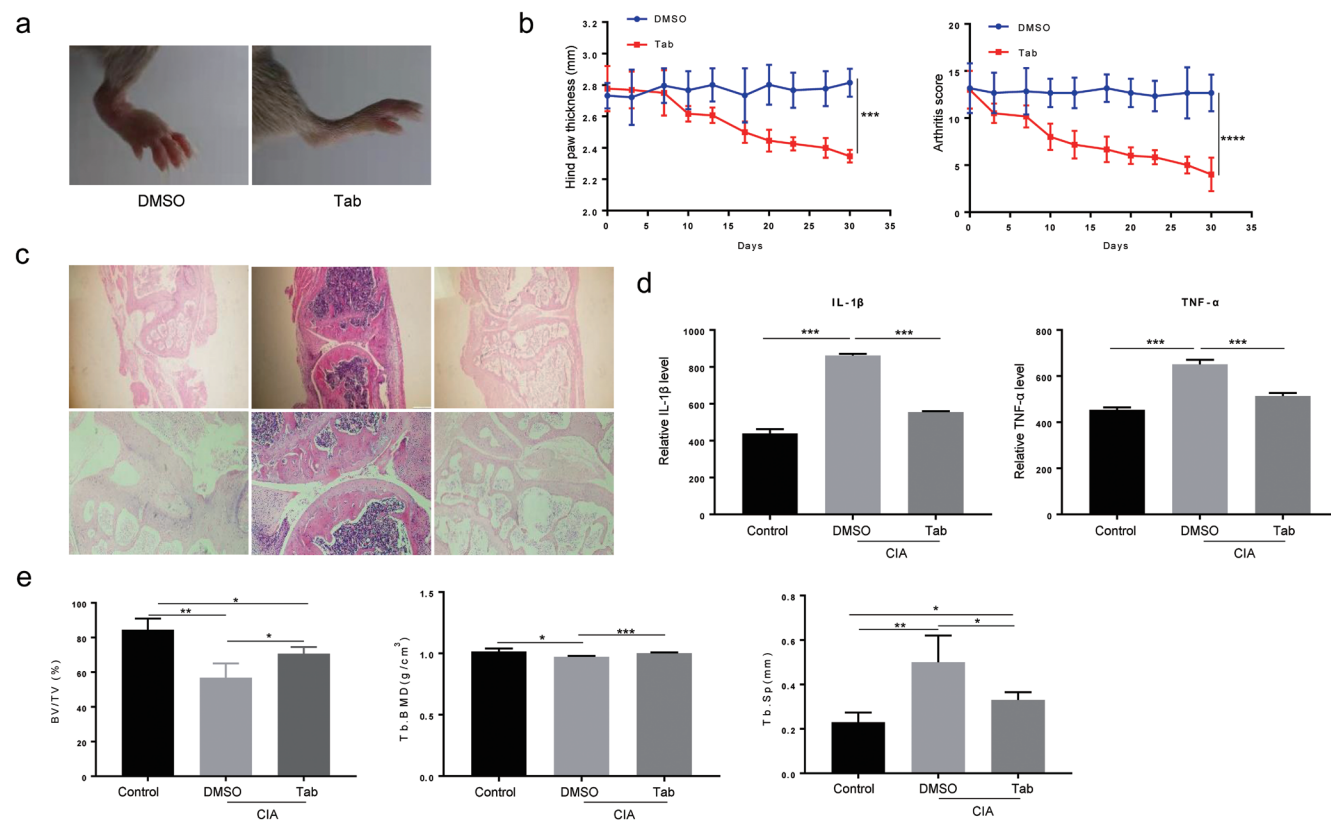 a
DMSO
Tab
b
DMSO
Tab
Hind paw thickness (mm)
3.2
3.0
2.8
2.6
2.4
2.2
2.0
0 5 10 15 20 25 30 35
Days
***
DMSO
Tab
Arthritis score
20
15
10
5
0
0 5 10 15 20 25 30 35
Days
****
c
d
IL-1β
Relative IL-1β level
1000
800
600
400
200
0
*** ***
Control DMSO Tab
CIA
TNF-α
Relative TNF-α level
800
600
400
200
0
*** ***
Control DMSO Tab
CIA
e
BV/TV (%)
100
80
60
40
20
0
*
**
*
Control DMSO Tab
CIA
Tb.BMD(g/cm³)
1.5
1.0
0.5
0.0
* ***
Control DMSO Tab
CIA
Tb.Sp(mm)
0.8
0.6
0.4
0.2
0.0
*
** *
Control DMSO Tab
CIA